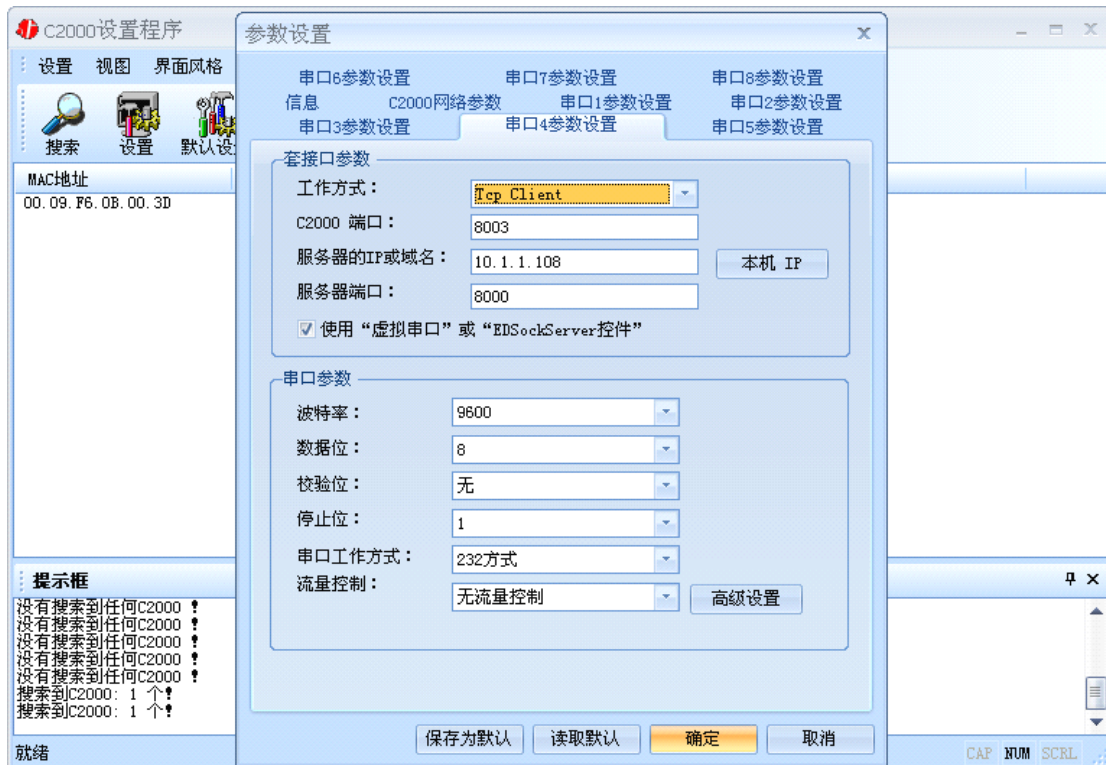 C2000设置程序
参数设置
设置 视图 界面风格
搜索 设置 默认设
MAC地址
00.09.F6.0B.00.3D
串口6参数设置 串口7参数设置 串口8参数设置
信息 C2000网络参数 串口1参数设置 串口2参数设置
串口3参数设置 串口4参数设置 串口5参数设置
套接口参数
工作方式： Tcp Client
C2000 端口： 8003
服务器的IP或域名： 10.1.1.108 本机 IP
服务器端口： 8000
使用“虚拟串口”或“EDSockServer控件”
串口参数
波特率： 9600
数据位： 8
校验位： 无
停止位： 1
串口工作方式： 232方式
流量控制： 无流量控制 高级设置
保存为默认 读取默认 确定 取消
提示框
没有搜索到任何C2000 ！
没有搜索到任何C2000 ！
没有搜索到任何C2000 ！
没有搜索到任何C2000 ！
没有搜索到任何C2000 ！
搜索到C2000: 1 个！
搜索到C2000: 1 个！
就绪 CAP NUM SCRL